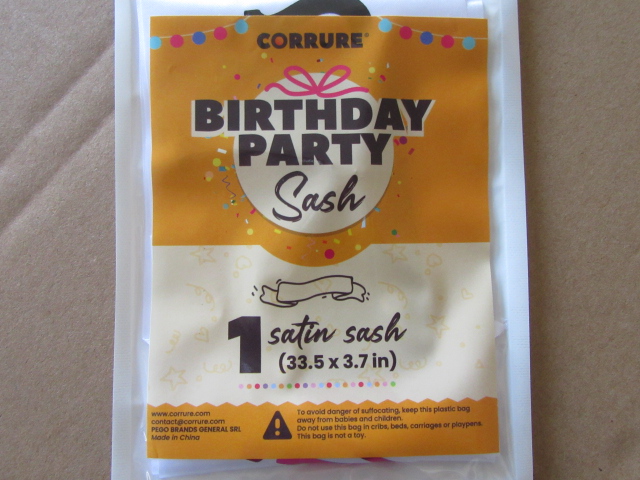 CORRURE®
BIRTHDAY
PARTY
Sash
1 satin sash
(33.5 x 3.7 in)
www.corrure.com
contact@corrure.com
PEGO BRANDS GENERAL SRL
Made in China
To avoid danger of suffocating, keep this plastic bag
away from babies and children.
Do not use this bag in cribs, beds, carriages or playpens.
This bag is not a toy.